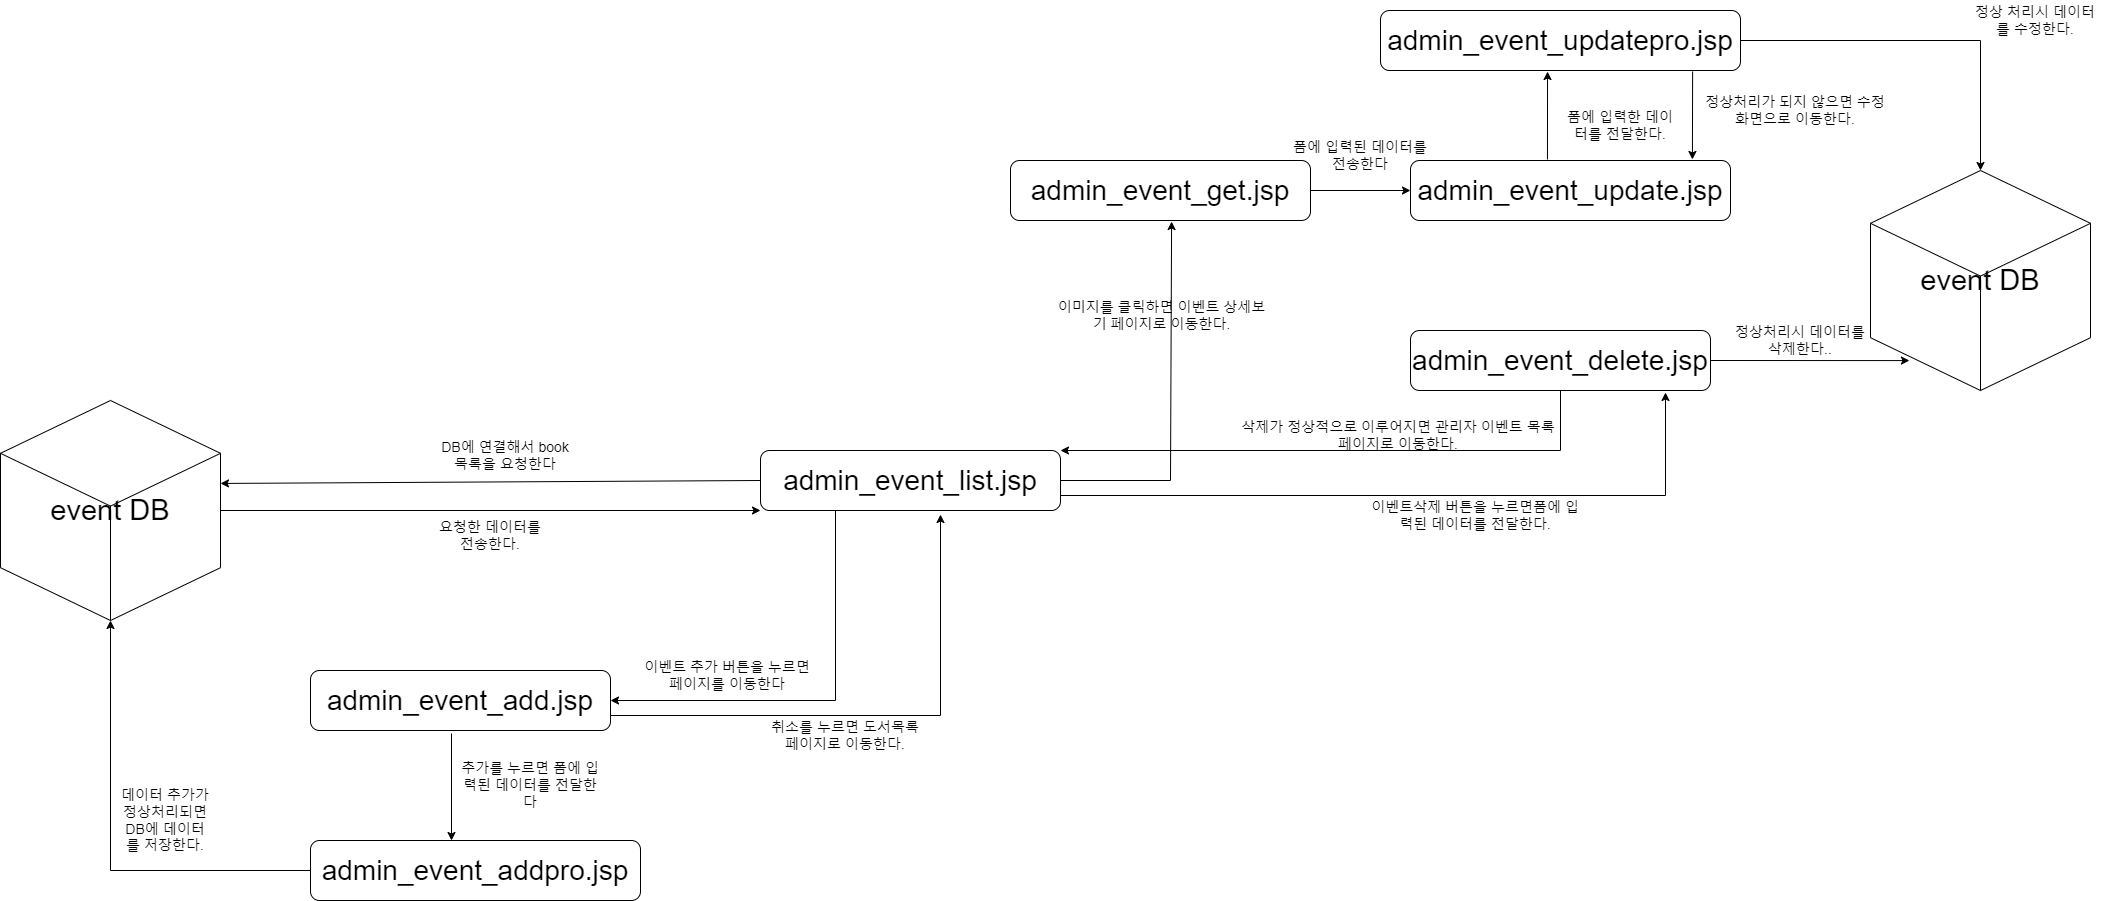 정상 처리시 데이터
를 수정한다.
admin_event_updatepro.jsp
정상처리가 되지 않으면 수정
화면으로 이동한다.
폼에 입력한 데이
터를 전달한다.
폼에 입력된 데이터를
전송한다
admin_event_get.jsp
admin_event_update.jsp
event DB
이미지를 클릭하면 이벤트 상세보
기 페이지로 이동한다.
정상처리시 데이터를
삭제한다..
admin_event_delete.jsp
삭제가 정상적으로 이루어지면 관리자 이벤트 목록
페이지로 이동한다.
DB에 연결해서 book
목록을 요청한다
admin_event_list.jsp
event DB
이벤트삭제 버튼을 누르면폼에 입
력된 데이터를 전달한다.
요청한 데이터를
전송한다.
이벤트 추가 버튼을 누르면
페이지를 이동한다
admin_event_add.jsp
취소를 누르면 도서목록
페이지로 이동한다.
추가를 누르면 폼에 입
력된 데이터를 전달한
다
데이터 추가가
정상처리되면
DB에 데이터
를 저장한다.
admin_event_addpro.jsp